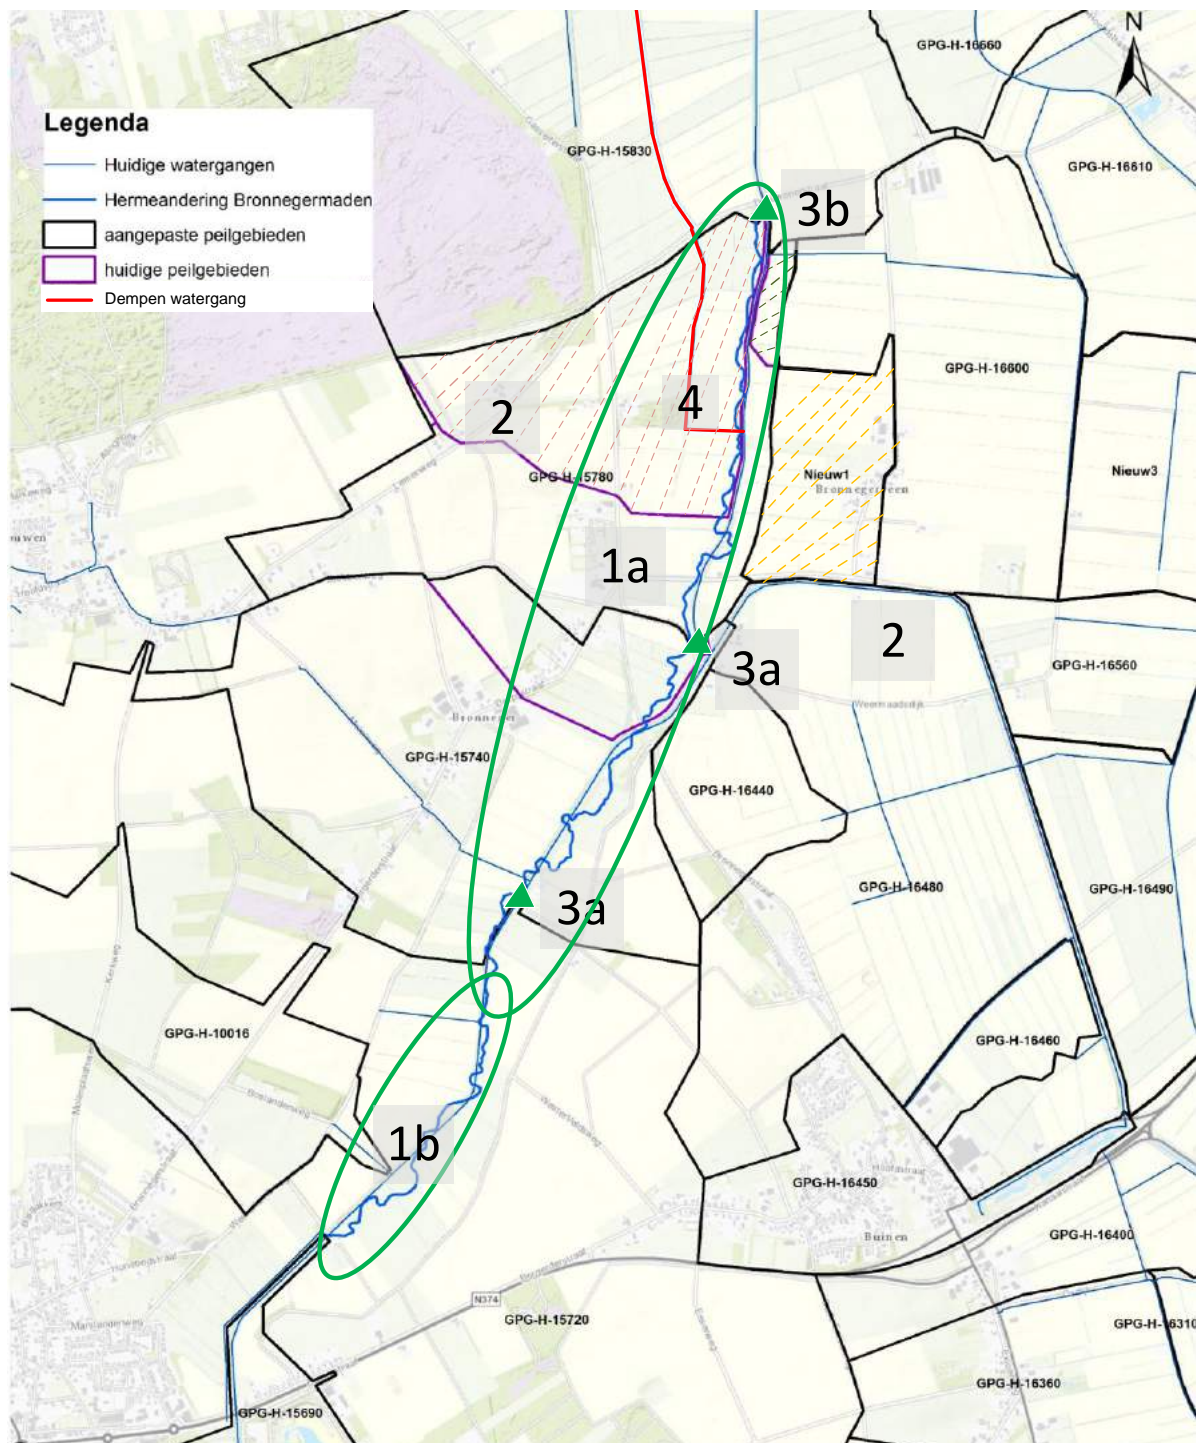 N
GPG-H-16660
Legenda
Huidige watergangen
Hermeandering Bronnegermaden
aangepaste peilgebieden
huidige peilgebieden
Dempen watergang
GPG-H-15830
GPG-H-16610
3b
GPG-H-16600
2
4
GPG-H-15780
Nieuw1
Bronnegerveen
Nieuw3
1a
2
3a
GPG-H-16560
Weermaadsdijk
Bronneger
GPG-H-15740
GPG-H-16440
GPG-H-16480
GPG-H-16490
3a
GPG-H-10016
GPG-H-16460
1b
GPG-H-16450
Hoofdstraat
Buinen
GPG-H-16400
N374
GPG-H-15720
GPG-H-16310
GPG-H-16360
GPG-H-15690